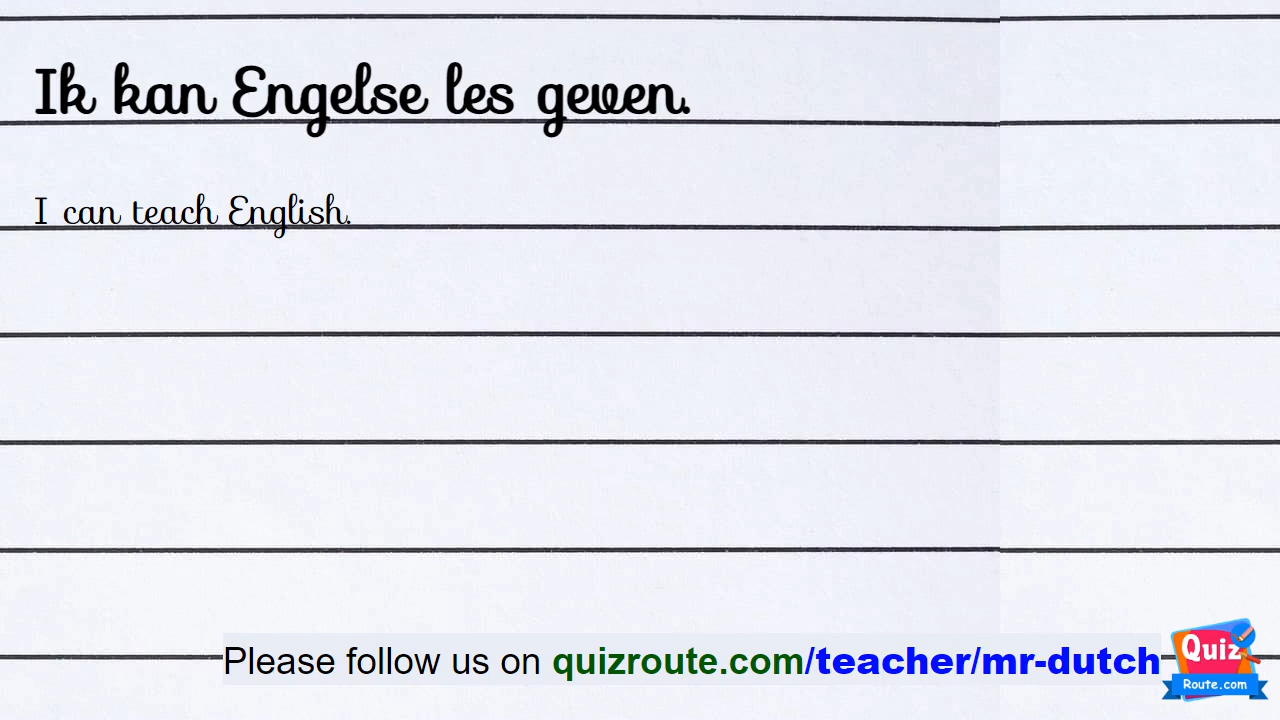 Ik kan Engelse les geven.
I can teach English.
Please follow us on quizroute.com/teacher/mr-dutch
Quiz
Route.com